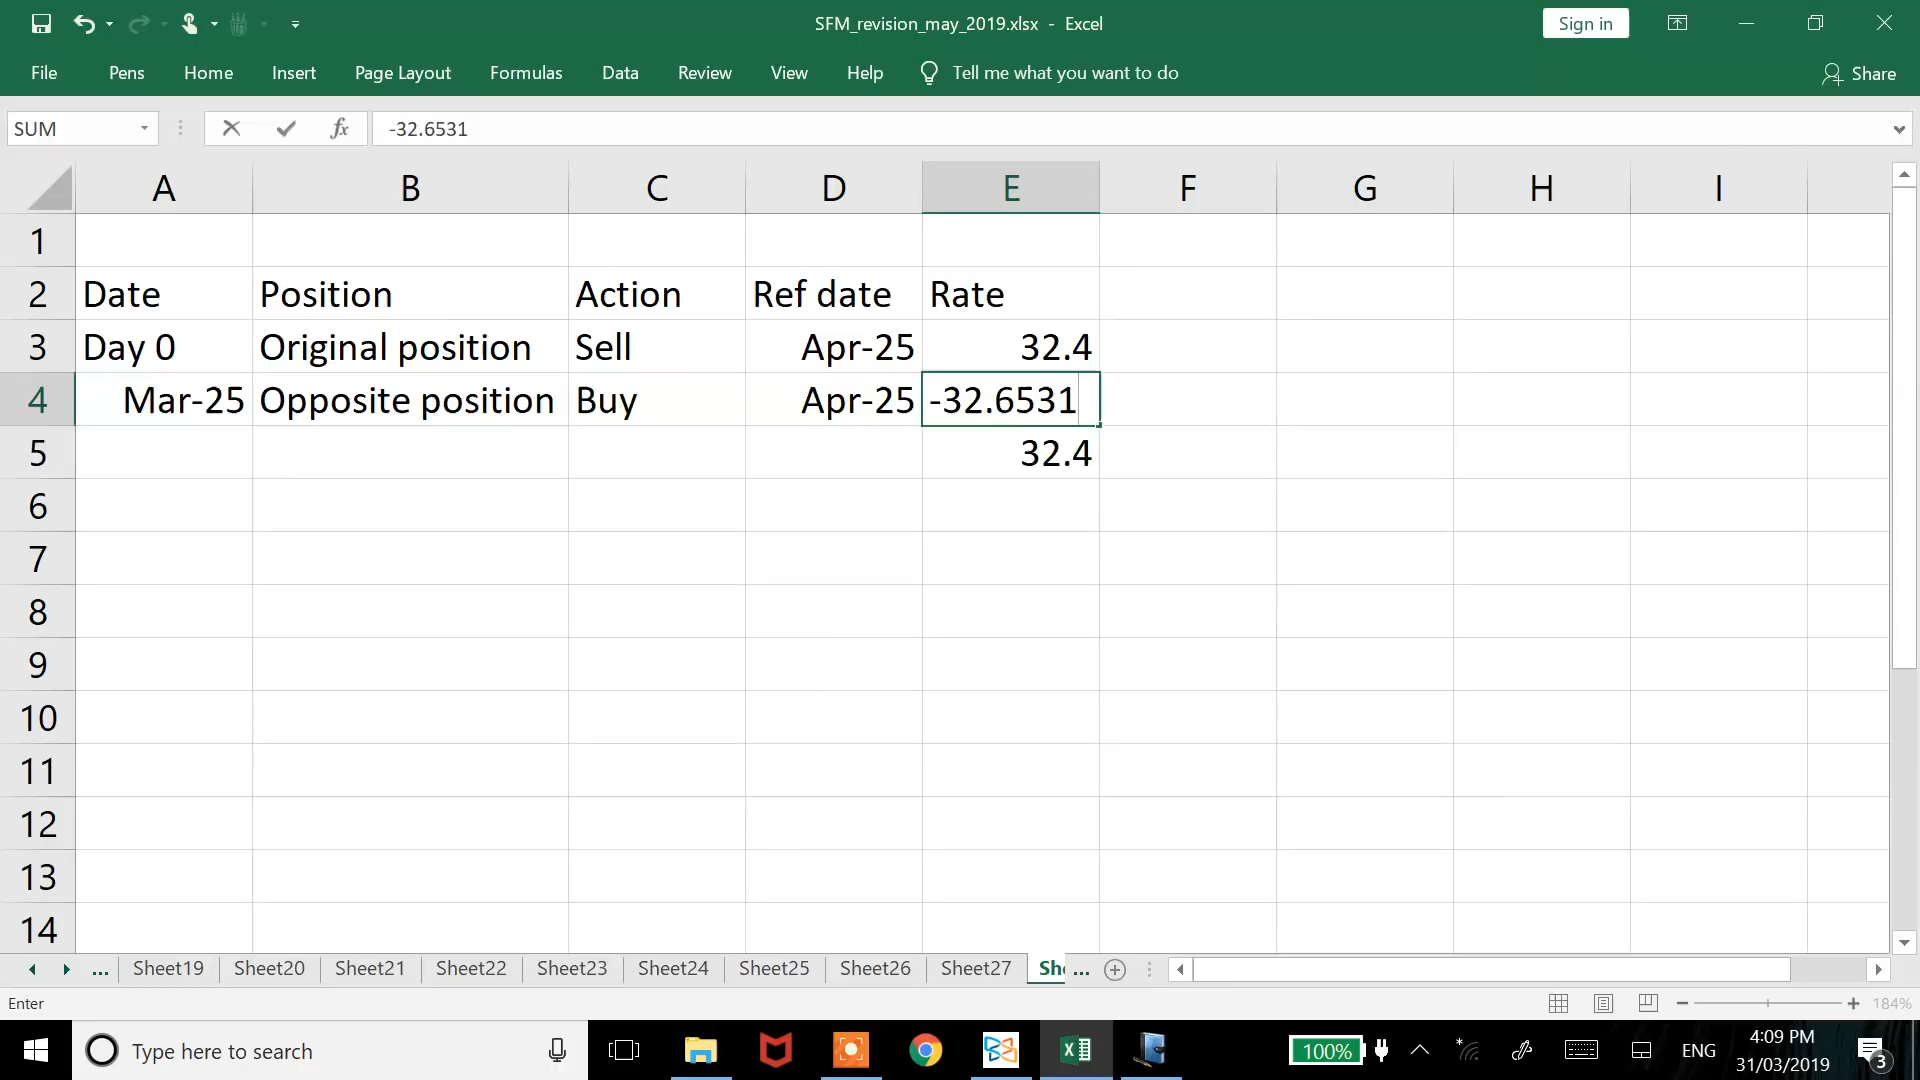 SFM_revision_may_2019.xlsx - Excel
Sign in
File Pens Home Insert Page Layout Formulas Data Review View Help Tell me what you want to do Share
SUM fx -32.6531
A B C D E F G H I
1
2 Date Position Action Ref date Rate
3 Day 0 Original position Sell Apr-25 32.4
4 Mar-25 Opposite position Buy Apr-25 -32.6531
5 32.4
6
7
8
9
10
11
12
13
14
... Sheet19 Sheet20 Sheet21 Sheet22 Sheet23 Sheet24 Sheet25 Sheet26 Sheet27 She ...
Enter 184%
Type here to search 100% ENG 4:09 PM
31/03/2019 3